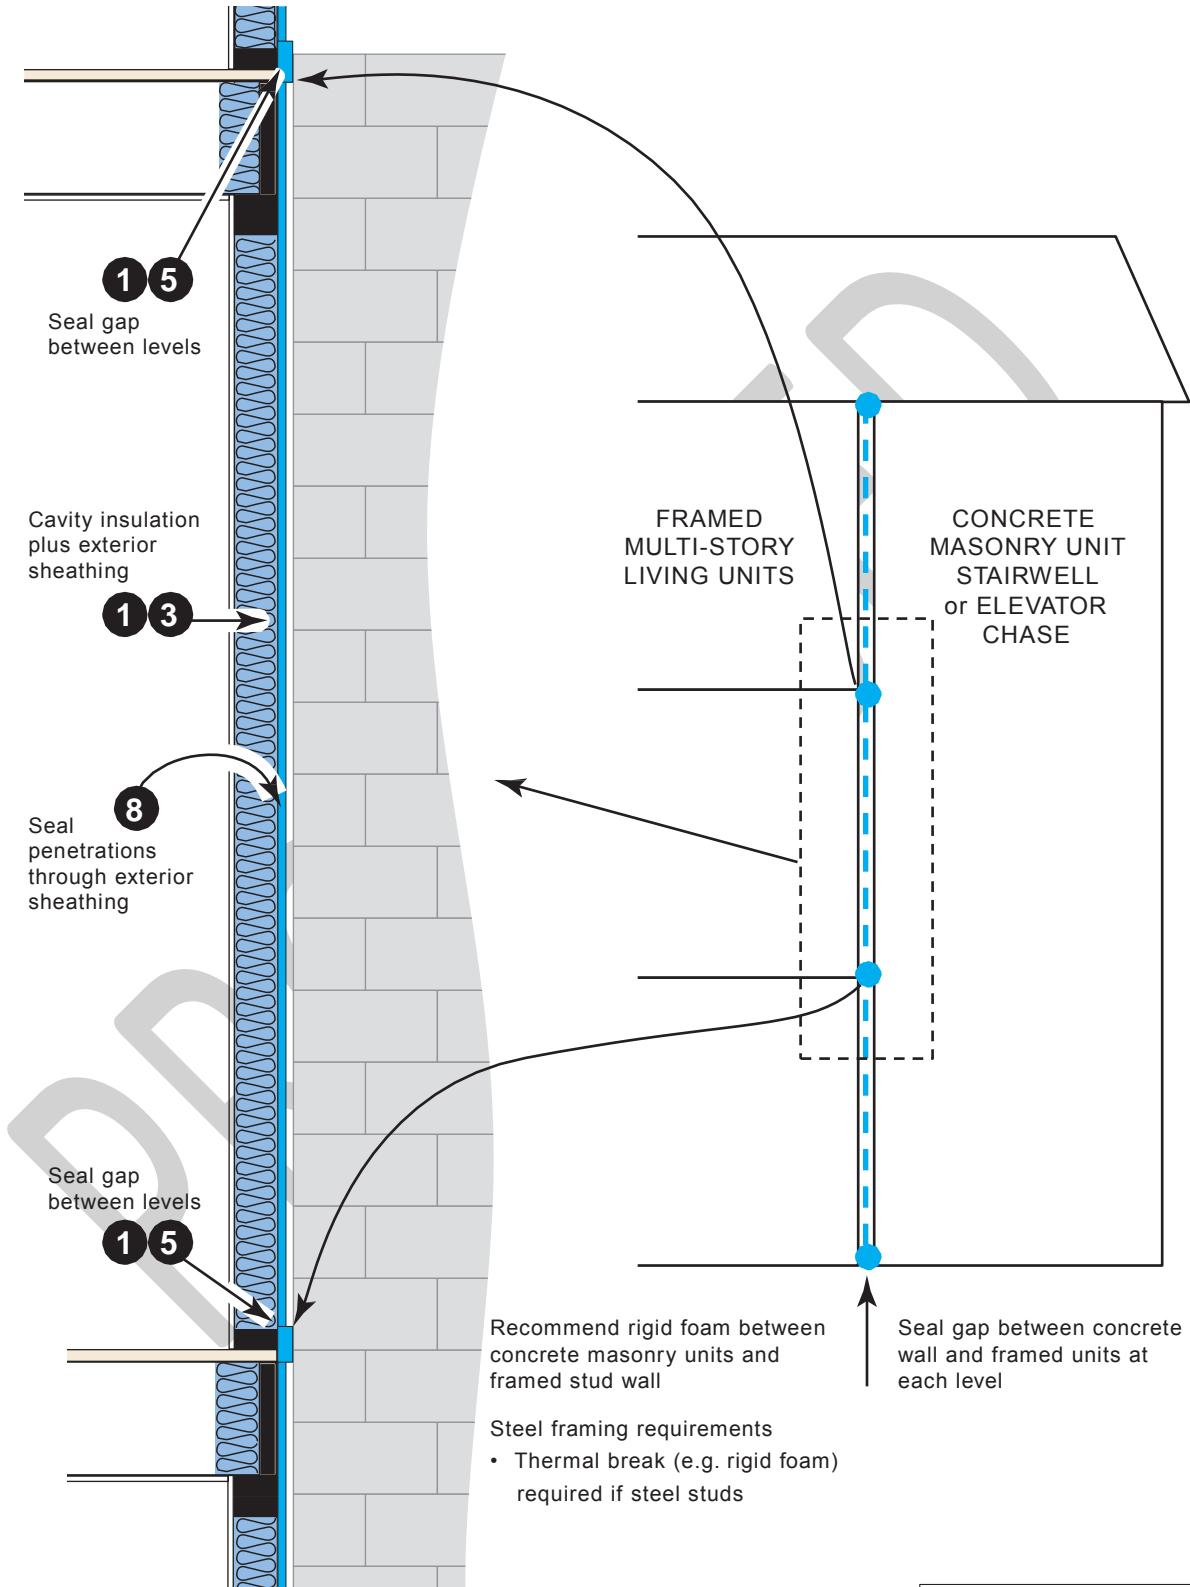 1 5
Seal gap
between levels
Cavity insulation
plus exterior
sheathing
1 3
8
Seal
penetrations
through exterior
sheathing
Seal gap
between levels
1 5
FRAMED
MULTI-STORY
LIVING UNITS
CONCRETE
MASONRY UNIT
STAIRWELL
or ELEVATOR
CHASE
Recommend rigid foam between
concrete masonry units and
framed stud wall
Steel framing requirements
• Thermal break (e.g. rigid foam)
required if steel studs
Seal gap between concrete
wall and framed units at
each level